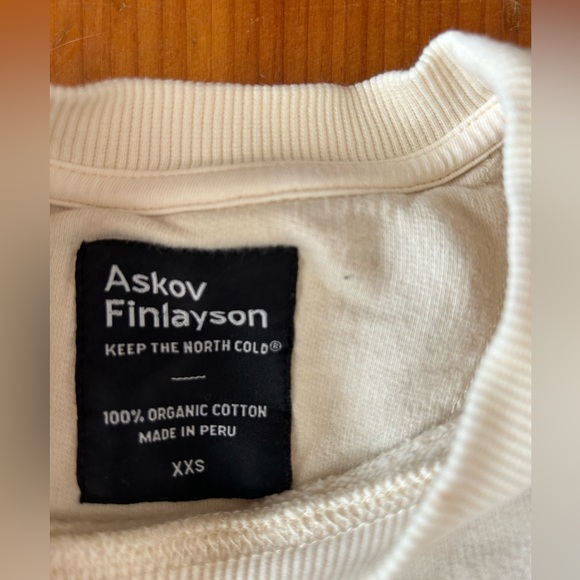 Askov
Finlayson
KEEP THE NORTH COLD®
100% ORGANIC COTTON
MADE IN PERU
XXS